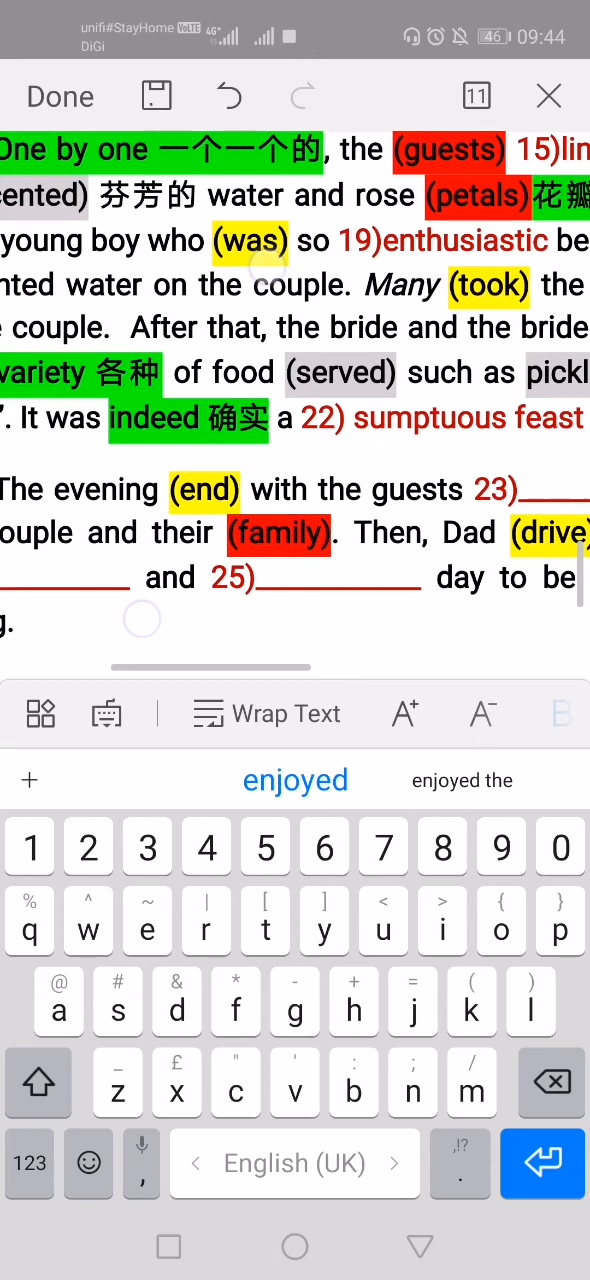 unifi#StayHome VoLTE 4G+
DiGi
46 09:44
Done 11
One by one 一个一个的, the (guests) 15)lin
cented) 芬芳的 water and rose (petals)花瓣
young boy who (was) so 19)enthusiastic be
nted water on the couple. Many (took) the
e couple. After that, the bride and the bride
variety 各种 of food (served) such as pickl
'. It was indeed 确实 a 22) sumptuous feast
The evening (end) with the guests 23)_____
ouple and their (family). Then, Dad (drive)
__________ and 25)____________ day to be
g.
Wrap Text A+ A- B
+ enjoyed enjoyed the
1 2 3 4 5 6 7 8 9 0
% ^ ~ | [ ] < > { }
q w e r t y u i o p
@ # & * - + = ( )
a s d f g h j k l
_ £ " ' : ; /
z x c v b n m
123 , < English (UK) > ,!? .